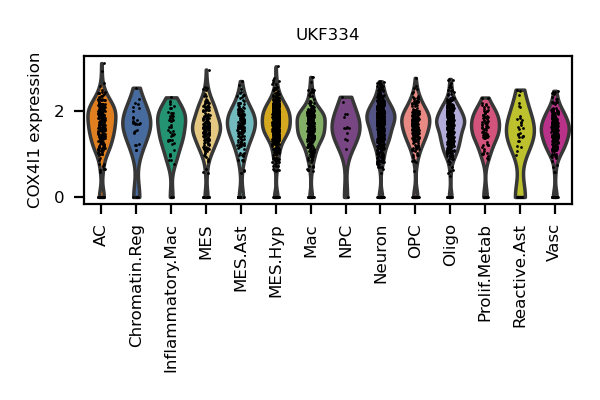 UKF334
COX4I1 expression
2
0
AC
Chromatin.Reg
Inflammatory.Mac
MES
MES.Ast
MES.Hyp
Mac
NPC
Neuron
OPC
Oligo
Prolif.Metab
Reactive.Ast
Vasc